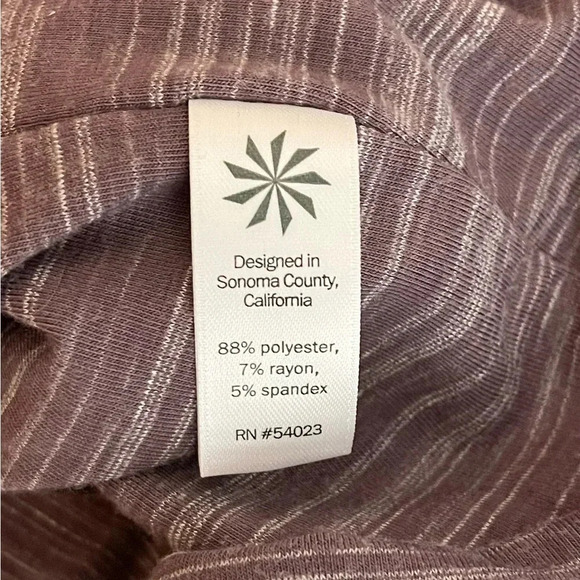 Designed in
Sonoma County,
California
88% polyester,
7% rayon,
5% spandex
RN #54023